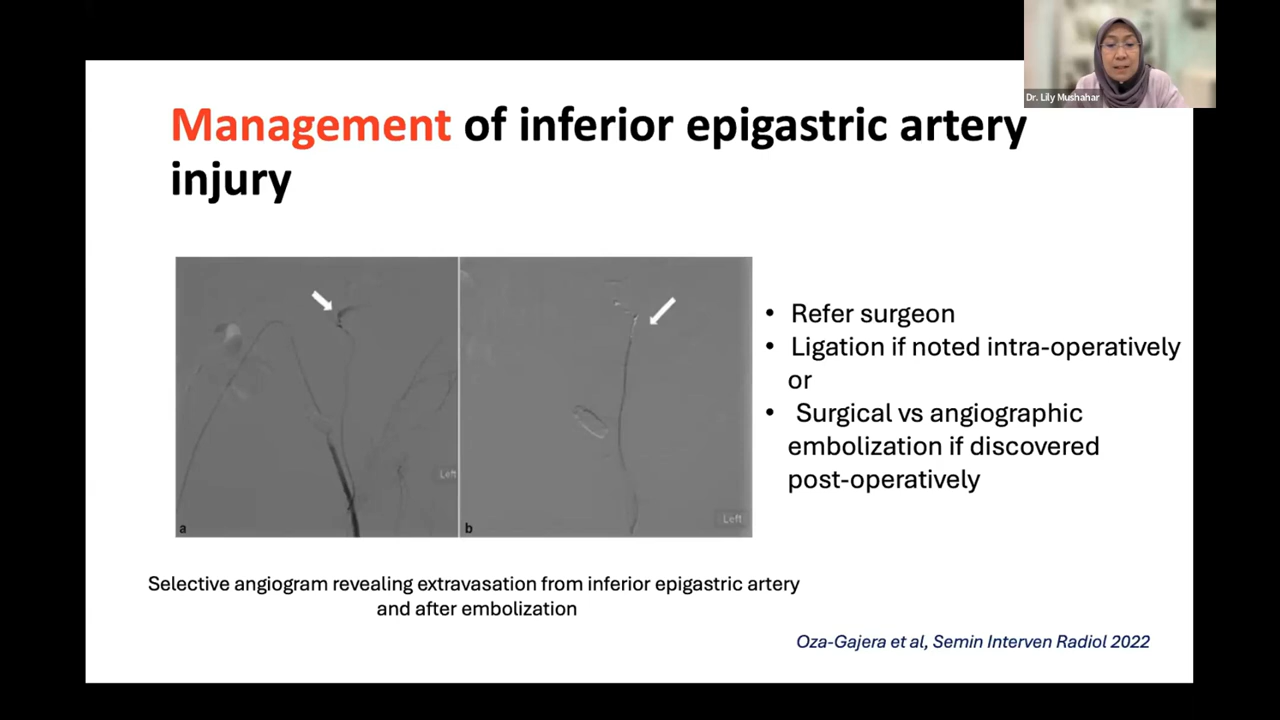 Dr. Lily Mushahar
Management of inferior epigastric artery
injury
• Refer surgeon
• Ligation if noted intra-operatively
or
• Surgical vs angiographic
embolization if discovered
post-operatively
Left
Left
a
b
Selective angiogram revealing extravasation from inferior epigastric artery
and after embolization
Oza-Gajera et al, Semin Interven Radiol 2022